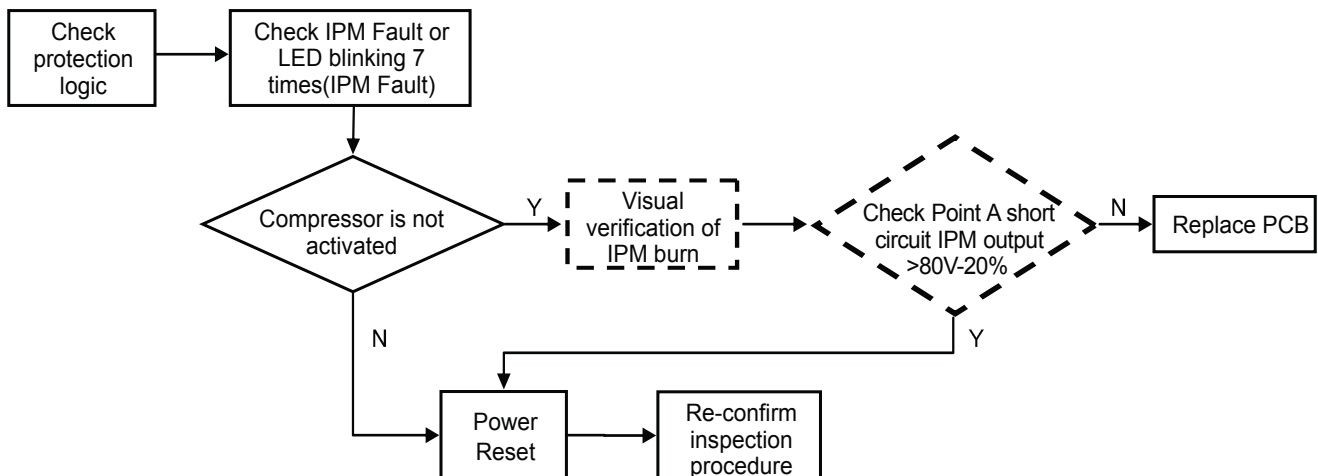 Check
protection
logic
Check IPM Fault or
LED blinking 7
times(IPM Fault)
Compressor is not
activated
Y
Visual
verification of
IPM burn
Check Point A short
circuit IPM output
>80V-20%
N
Replace PCB
N
Y
Power
Reset
Re-confirm
inspection
procedure